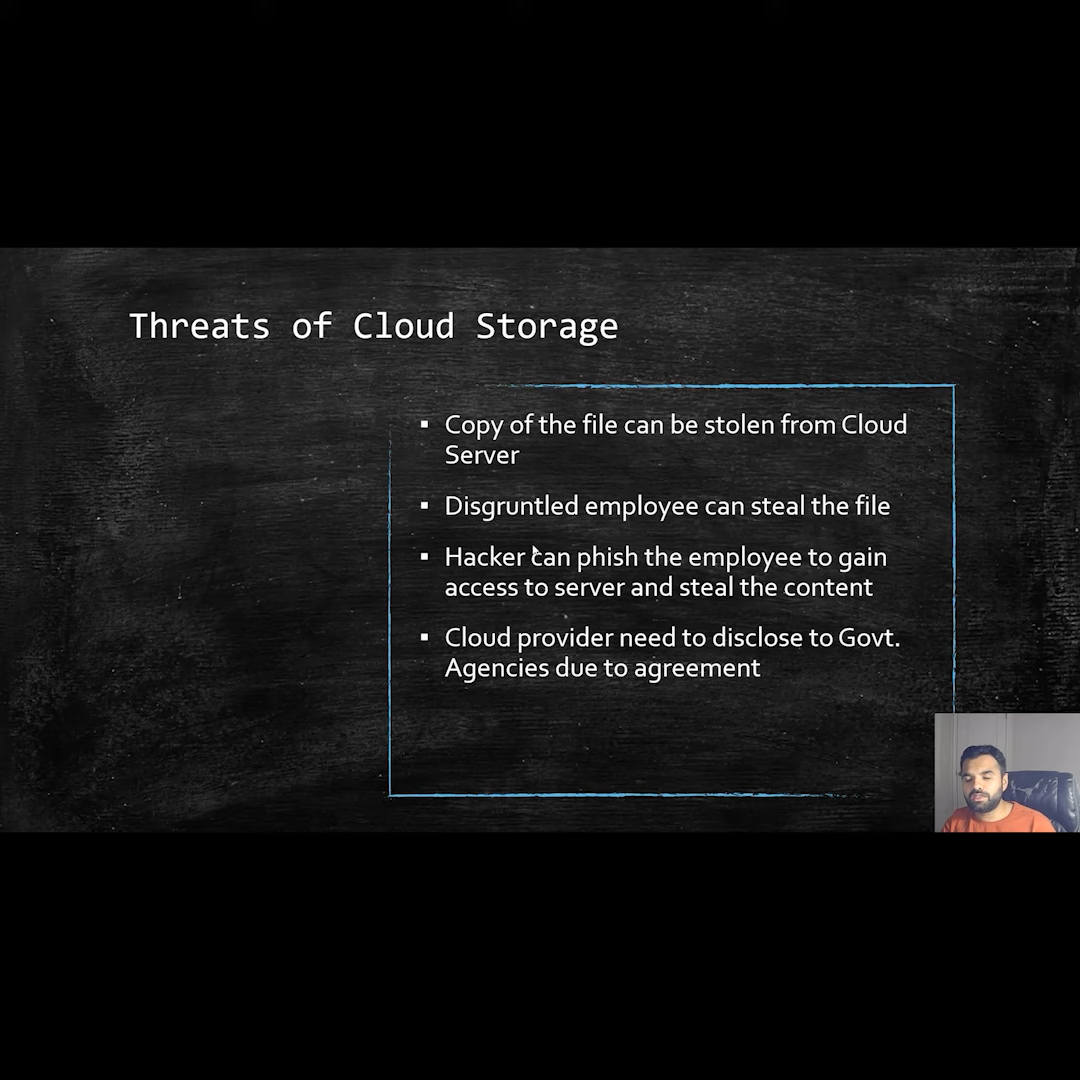 Threats of Cloud Storage
▪ Copy of the file can be stolen from Cloud
Server
▪ Disgruntled employee can steal the file
▪ Hacker can phish the employee to gain
access to server and steal the content
▪ Cloud provider need to disclose to Govt.
Agencies due to agreement